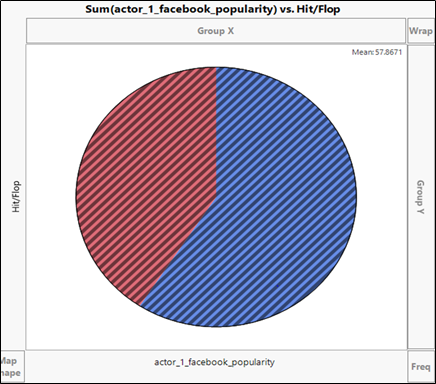 Sum(actor_1_facebook_popularity) vs. Hit/Flop
Group X
Wrap
Mean:57.8671
Hit/Flop
Group Y
Map
hape
actor_1_facebook_popularity
Freq